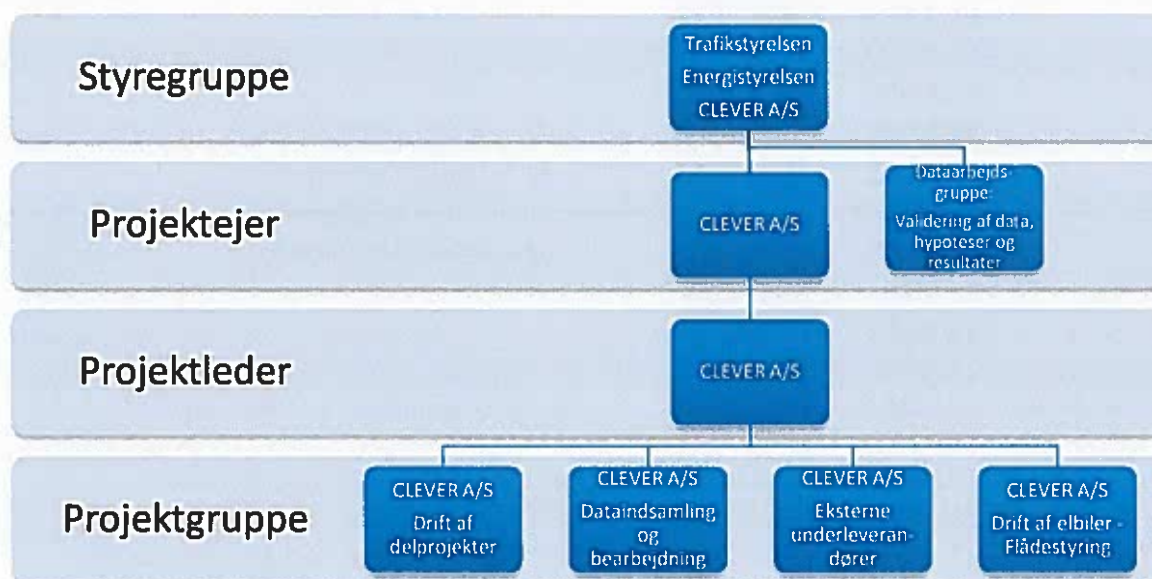 Styregruppe
Trafikstyrelsen
Energistyrelsen
CLEVER A/S
Projektejer
CLEVER A/S
Dataarbejds-
gruppe:
Validering af data,
hypoteser og
resultater
Projektleder
CLEVER A/S
Projektgruppe
CLEVER A/S
Drift af
delprojekter
CLEVER A/S
Dataindsamling
og
bearbejdning
CLEVER A/S
Eksterne
underleveran-
dører
CLEVER A/S
Drift af elbiler -
Flådestyring